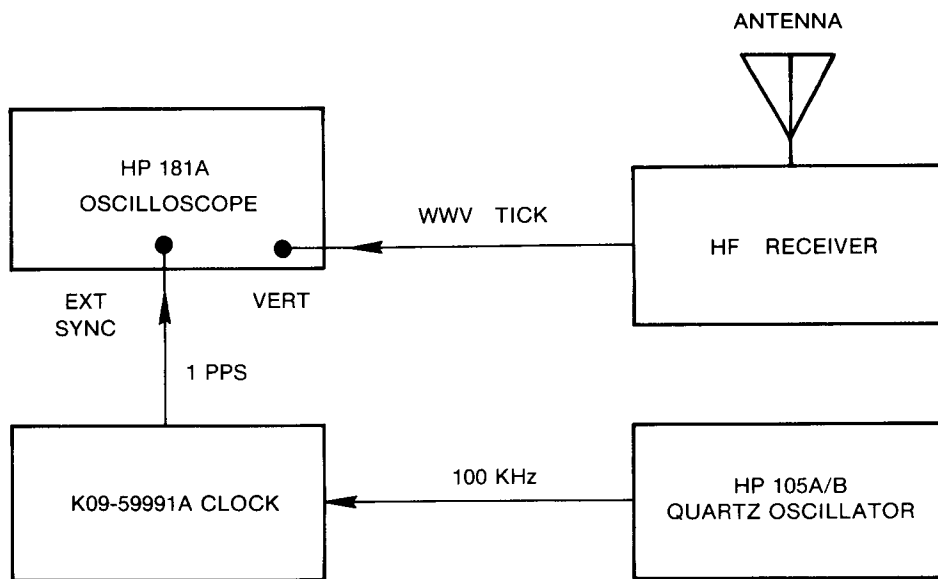 ANTENNA
HP 181A
OSCILLOSCOPE
WWV TICK
HF RECEIVER
EXT
SYNC
VERT
1 PPS
K09-59991A CLOCK
100 KHz
HP 105A/B
QUARTZ OSCILLATOR